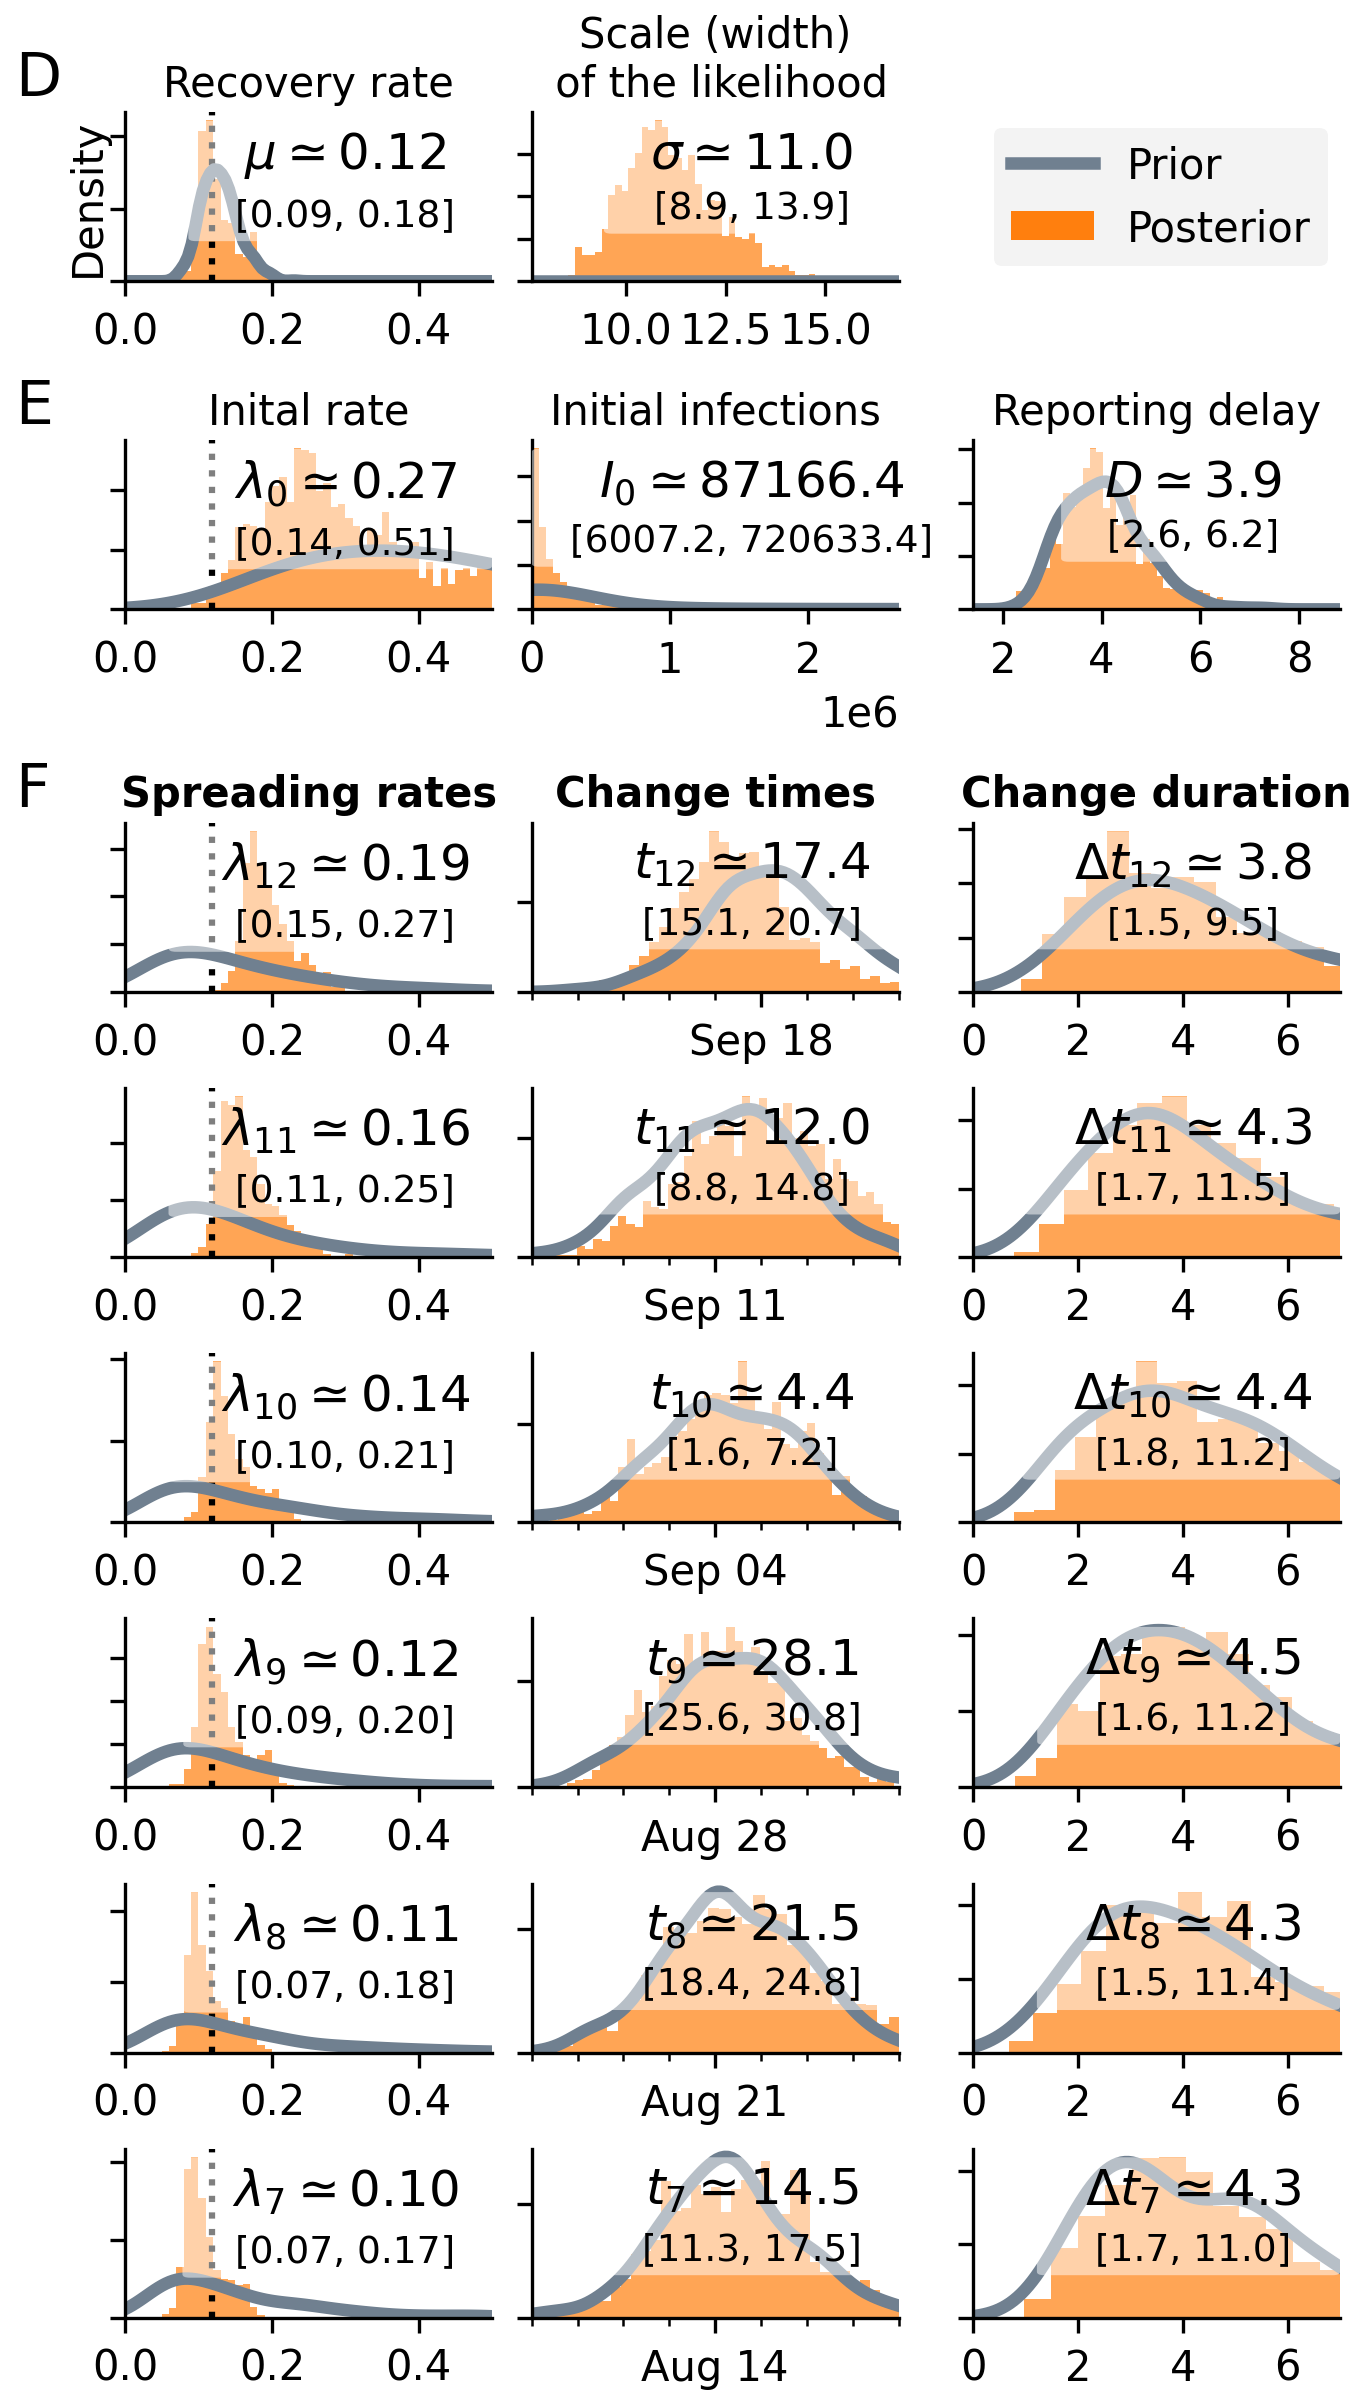 D
Recovery rate
Scale (width)
of the likelihood
Density
μ ≃ 0.12
[0.09, 0.18]
σ ≃ 11.0
[8.9, 13.9]
Prior
Posterior
0.0 0.2 0.4
10.0 12.5 15.0
E
Inital rate
Initial infections
Reporting delay
λ0 ≃ 0.27
[0.14, 0.51]
I0 ≃ 87166.4
[6007.2, 720633.4]
D ≃ 3.9
[2.6, 6.2]
0.0 0.2 0.4
0 1 2
1e6
2 4 6 8
F
Spreading rates
Change times
Change duration
λ12 ≃ 0.19
[0.15, 0.27]
t12 ≃ 17.4
[15.1, 20.7]
Δt12 ≃ 3.8
[1.5, 9.5]
0.0 0.2 0.4
Sep 18
0 2 4 6
λ11 ≃ 0.16
[0.11, 0.25]
t11 ≃ 12.0
[8.8, 14.8]
Δt11 ≃ 4.3
[1.7, 11.5]
0.0 0.2 0.4
Sep 11
0 2 4 6
λ10 ≃ 0.14
[0.10, 0.21]
t10 ≃ 4.4
[1.6, 7.2]
Δt10 ≃ 4.4
[1.8, 11.2]
0.0 0.2 0.4
Sep 04
0 2 4 6
λ9 ≃ 0.12
[0.09, 0.20]
t9 ≃ 28.1
[25.6, 30.8]
Δt9 ≃ 4.5
[1.6, 11.2]
0.0 0.2 0.4
Aug 28
0 2 4 6
λ8 ≃ 0.11
[0.07, 0.18]
t8 ≃ 21.5
[18.4, 24.8]
Δt8 ≃ 4.3
[1.5, 11.4]
0.0 0.2 0.4
Aug 21
0 2 4 6
λ7 ≃ 0.10
[0.07, 0.17]
t7 ≃ 14.5
[11.3, 17.5]
Δt7 ≃ 4.3
[1.7, 11.0]
0.0 0.2 0.4
Aug 14
0 2 4 6